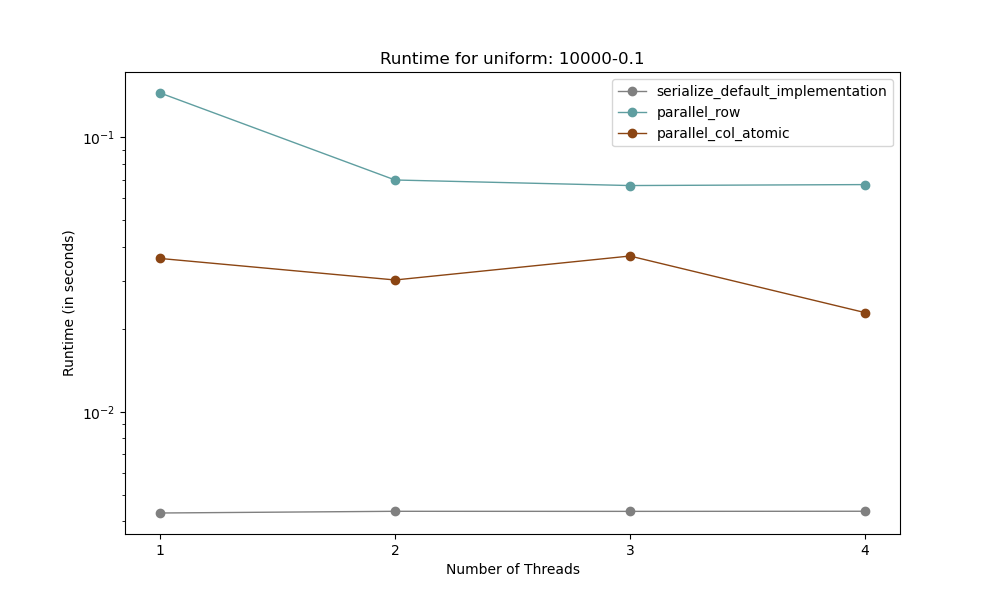 Runtime for uniform: 10000-0.1
serialize_default_implementation
parallel_row
parallel_col_atomic
Runtime (in seconds)
10⁻¹
10⁻²
1 2 3 4
Number of Threads